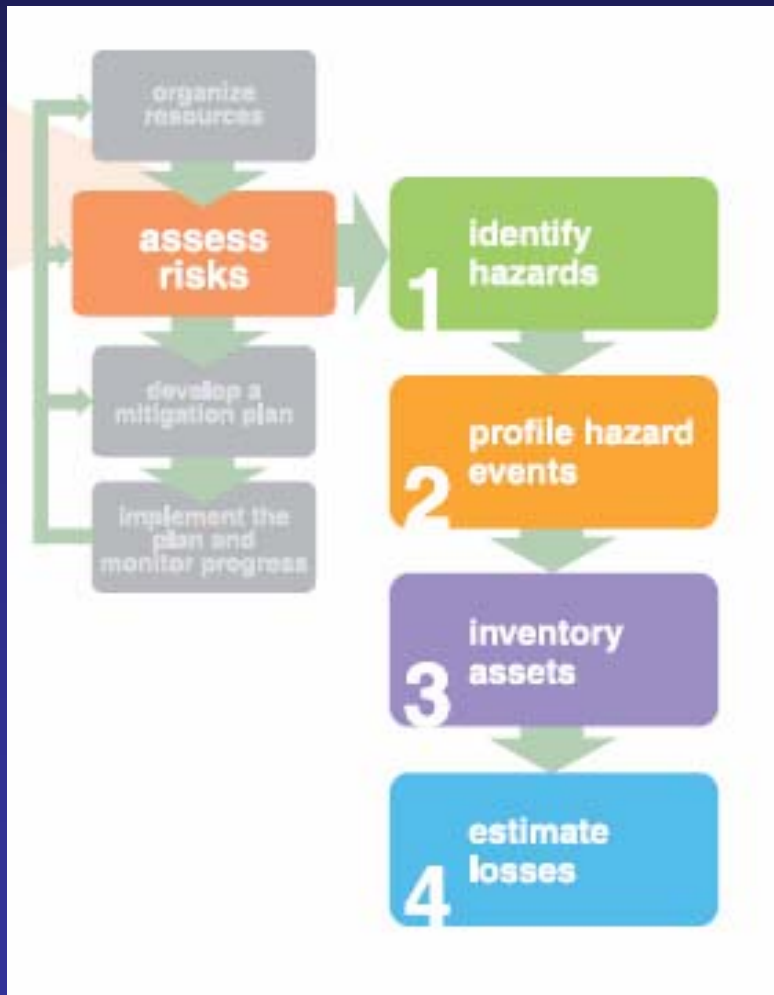 organize
resources
assess
risks
develop a
mitigation plan
implement the
plan and
monitor progress
1
identify
hazards
2
profile hazard
events
3
inventory
assets
4
estimate
losses